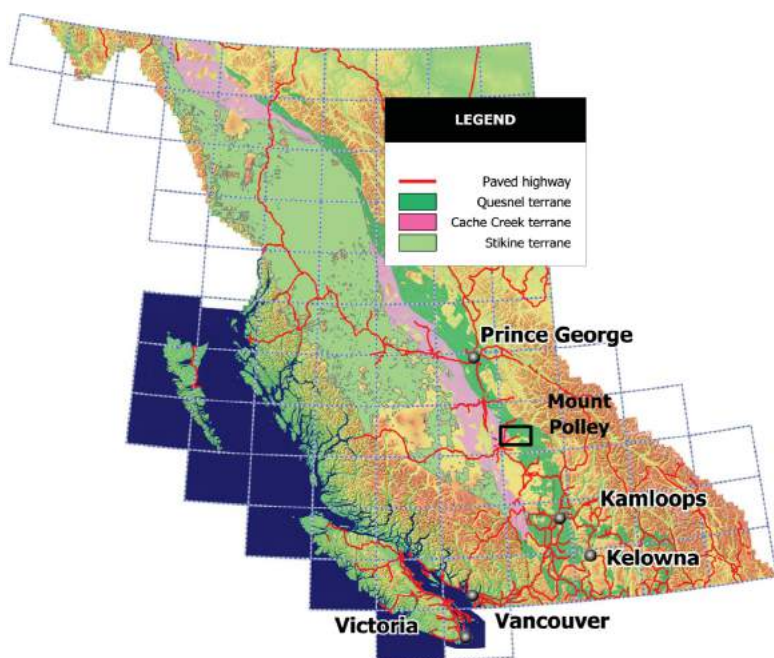 LEGEND
Paved highway
Quesnel terrane
Cache Creek terrane
Stikine terrane
Prince George
Mount
Polley
Kamloops
Kelowna
Vancouver
Victoria